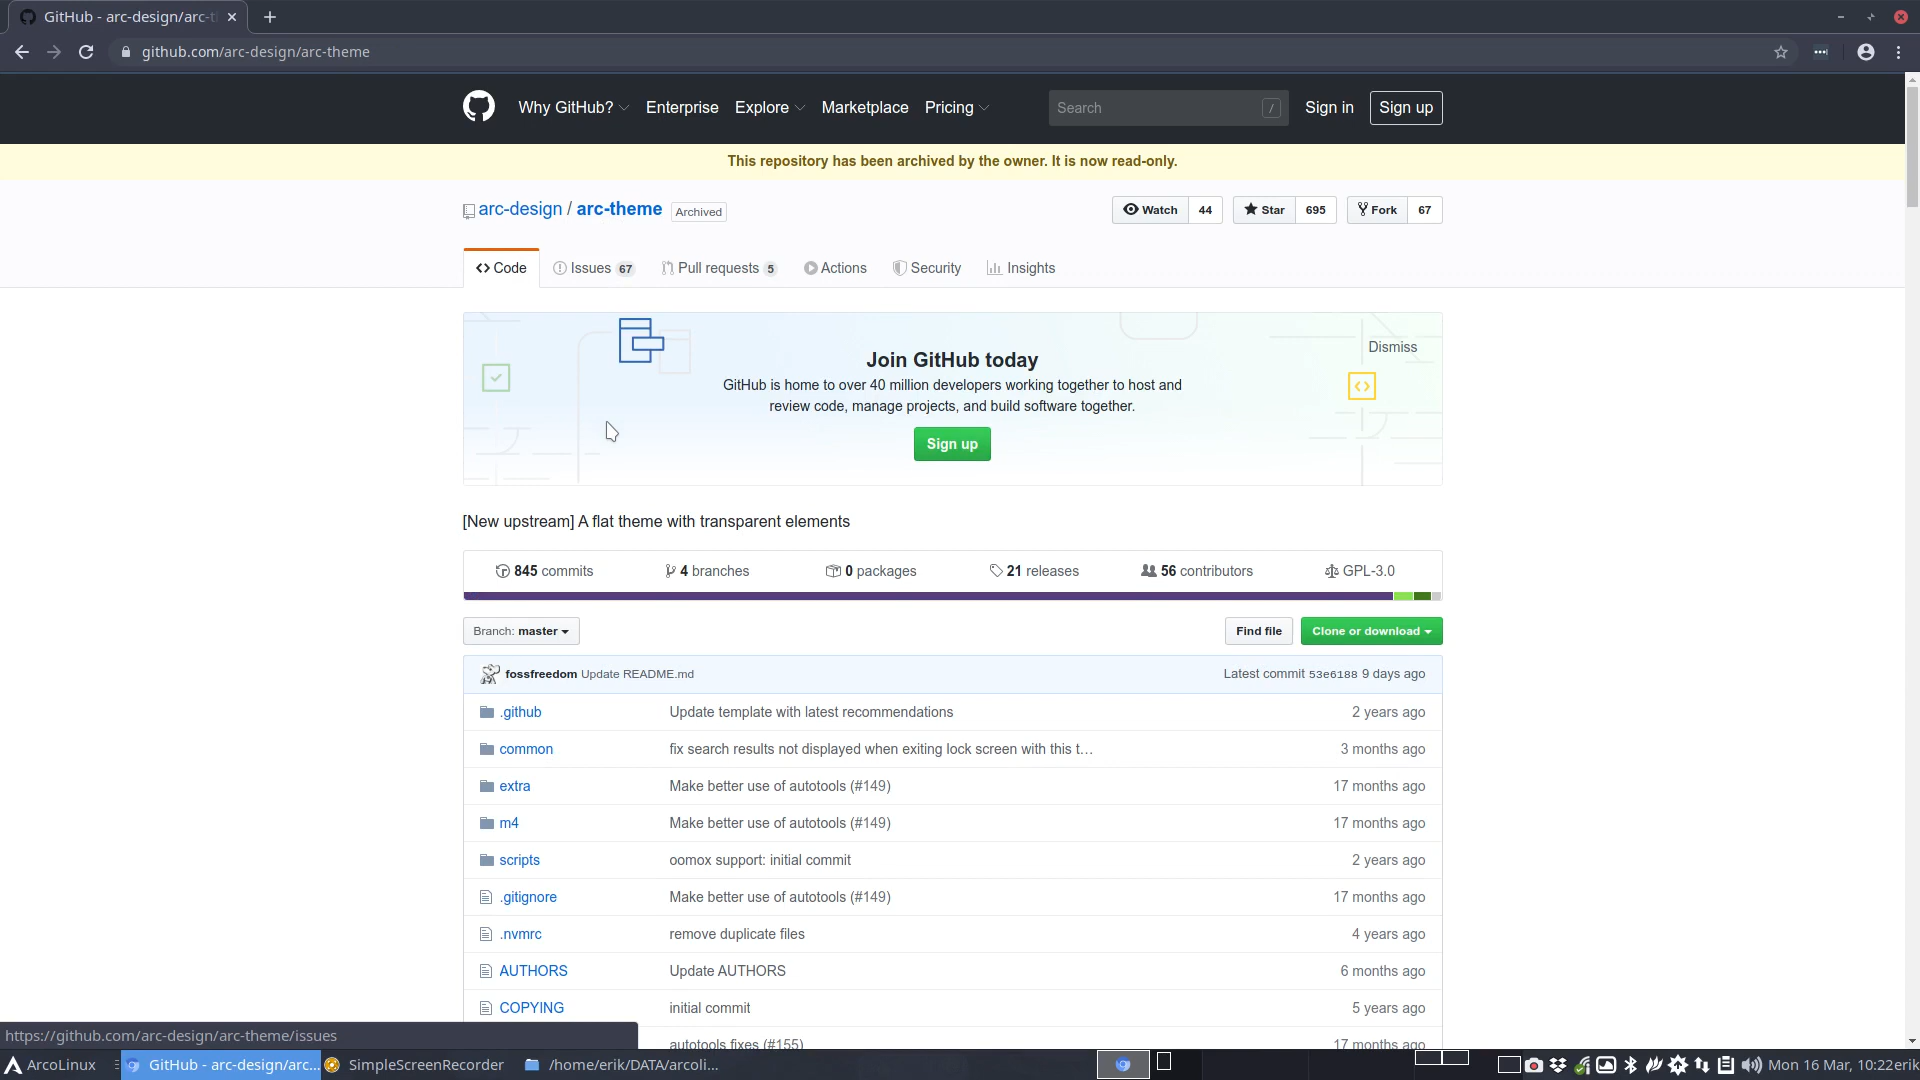 GitHub - arc-design/arc-t
github.com/arc-design/arc-theme
Why GitHub? Enterprise Explore Marketplace Pricing Search / Sign in Sign up
This repository has been archived by the owner. It is now read-only.
arc-design / arc-theme Archived Watch 44 Star 695 Fork 67
Code Issues 67 Pull requests 5 Actions Security Insights
Join GitHub today
Dismiss
GitHub is home to over 40 million developers working together to host and
review code, manage projects, and build software together.
Sign up
[New upstream] A flat theme with transparent elements
845 commits 4 branches 0 packages 21 releases 56 contributors GPL-3.0
Branch: master Find file Clone or download
fossfreedom Update README.md Latest commit 53e6188 9 days ago
.github Update template with latest recommendations 2 years ago
common fix search results not displayed when exiting lock screen with this t... 3 months ago
extra Make better use of autotools (#149) 17 months ago
m4 Make better use of autotools (#149) 17 months ago
scripts oomox support: initial commit 2 years ago
.gitignore Make better use of autotools (#149) 17 months ago
.nvmrc remove duplicate files 4 years ago
AUTHORS Update AUTHORS 6 months ago
COPYING initial commit 5 years ago
autotools fixes (#155) 17 months ago
https://github.com/arc-design/arc-theme/issues
ArcoLinux GitHub - arc-design/arc... SimpleScreenRecorder /home/erik/DATA/arcoli... Mon 16 Mar, 10:22 erik